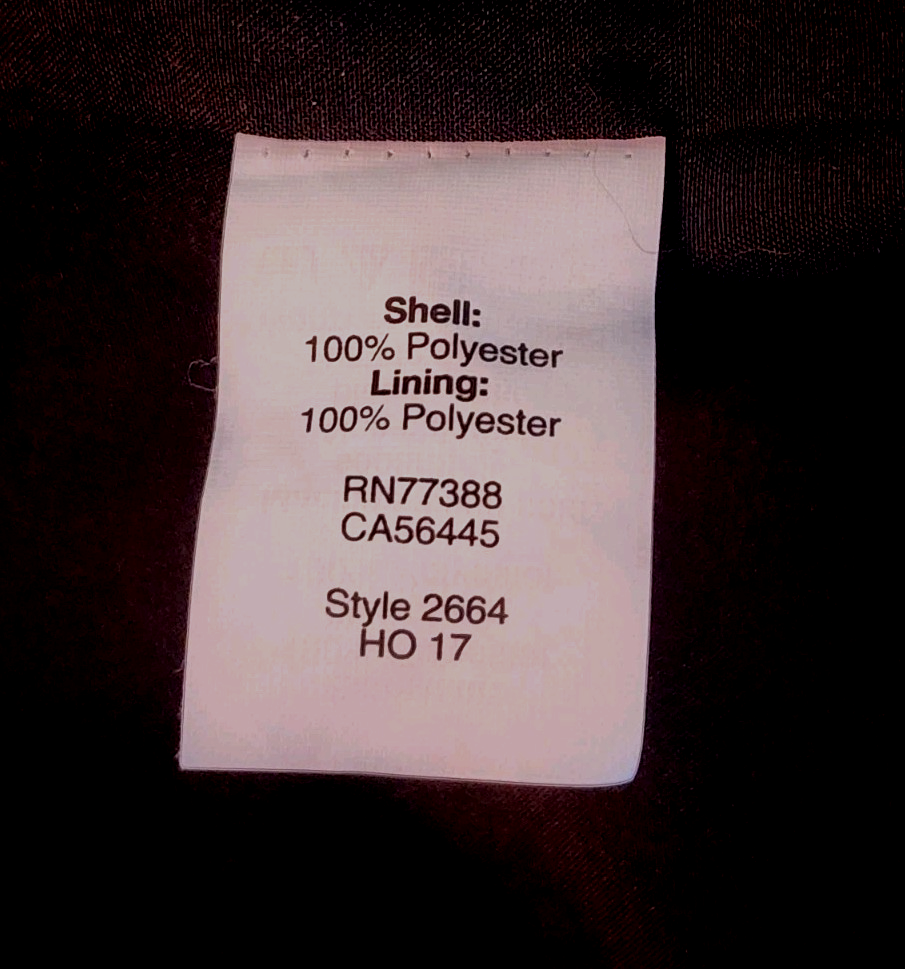 Shell:
100% Polyester
Lining:
100% Polyester
RN77388
CA56445
Style 2664
HO 17